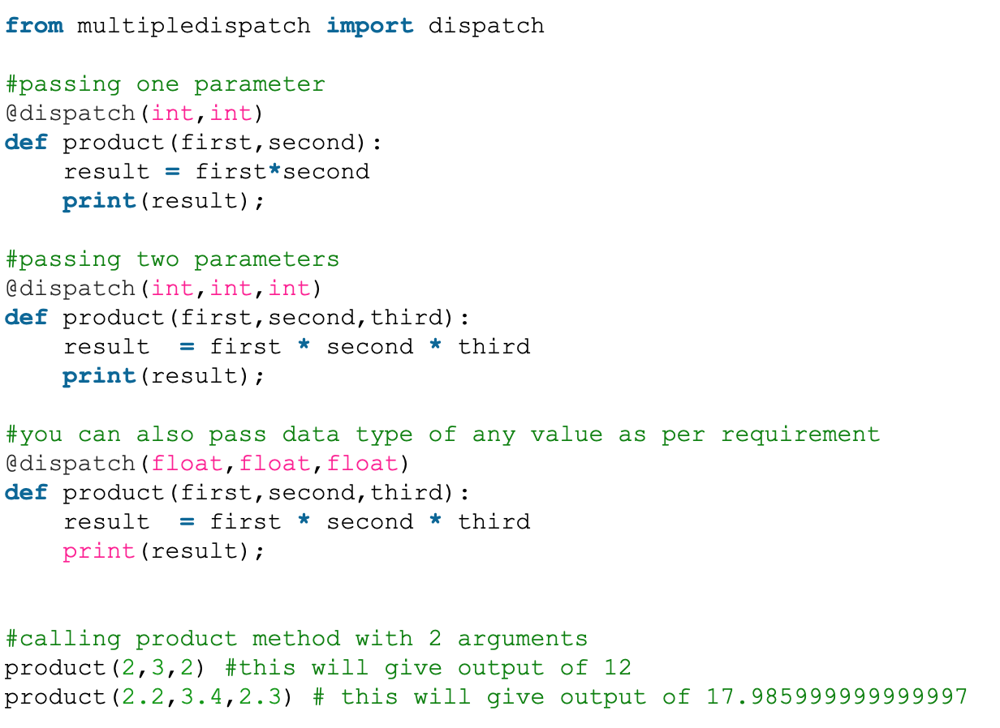 from multipledispatch import dispatch
#passing one parameter
@dispatch(int,int)
def product(first,second):
    result = first*second
    print(result);
#passing two parameters
@dispatch(int,int,int)
def product(first,second,third):
    result  = first * second * third
    print(result);
#you can also pass data type of any value as per requirement
@dispatch(float,float,float)
def product(first,second,third):
    result  = first * second * third
    print(result);
#calling product method with 2 arguments
product(2,3,2) #this will give output of 12
product(2.2,3.4,2.3) # this will give output of 17.985999999999997